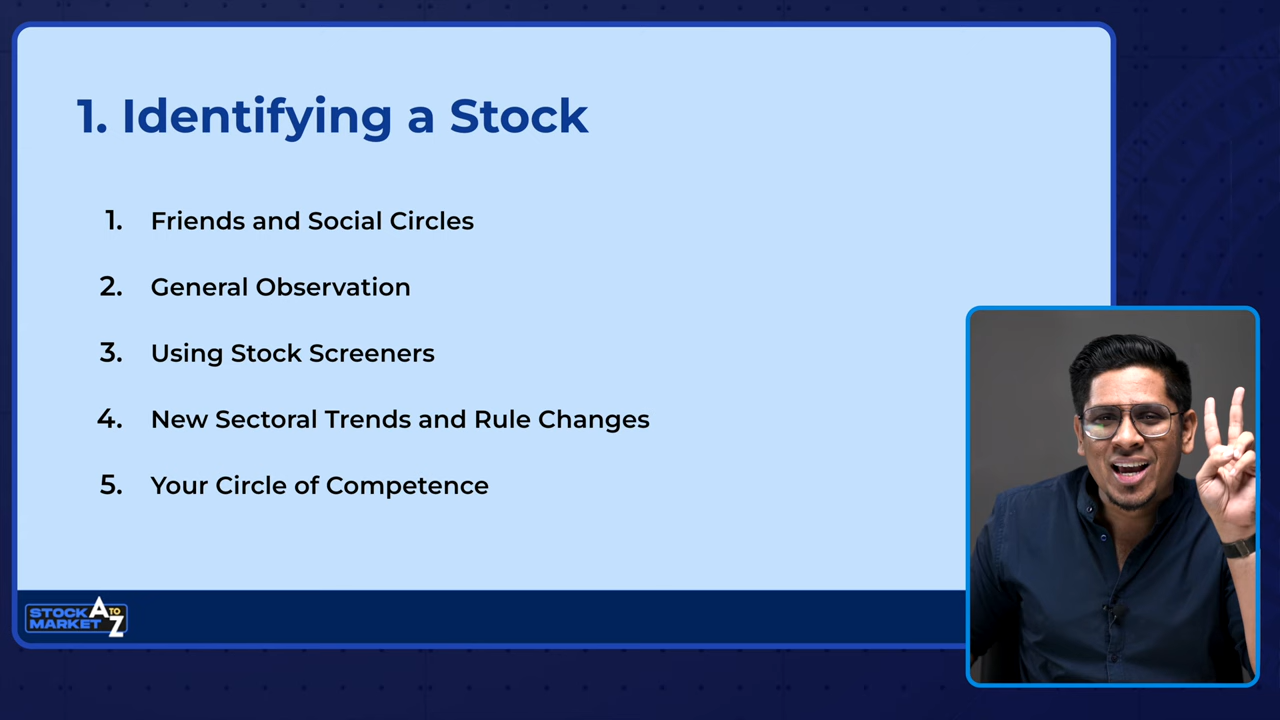 1. Identifying a Stock
1. Friends and Social Circles
2. General Observation
3. Using Stock Screeners
4. New Sectoral Trends and Rule Changes
5. Your Circle of Competence
STOCK A TO Z
MARKET